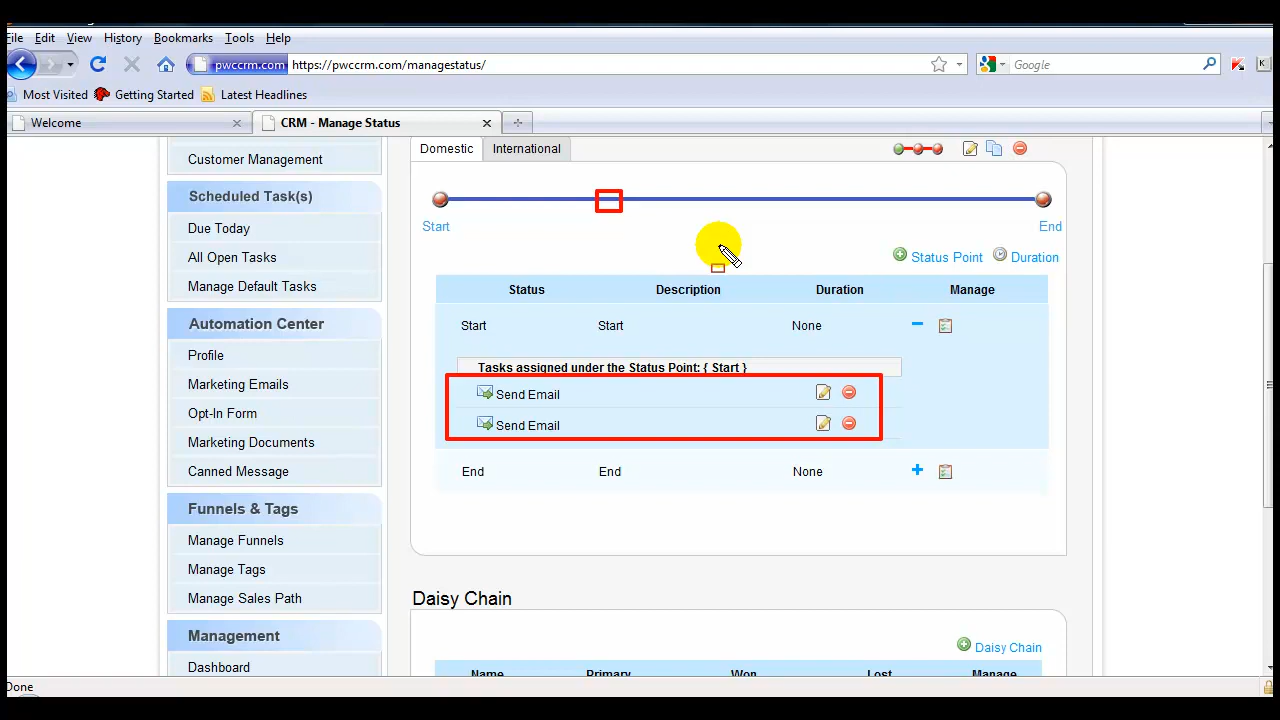 File Edit View History Bookmarks Tools Help
pwccrm.com https://pwccrm.com/managestatus/ Google
Most Visited Getting Started Latest Headlines
Welcome CRM - Manage Status
Customer Management
Scheduled Task(s)
Due Today
All Open Tasks
Manage Default Tasks
Automation Center
Profile
Marketing Emails
Opt-In Form
Marketing Documents
Canned Message
Funnels & Tags
Manage Funnels
Manage Tags
Manage Sales Path
Management
Dashboard
Domestic International
Start End
Status Point Duration
Status Description Duration Manage
Start Start None
Tasks assigned under the Status Point: { Start }
Send Email
Send Email
End End None
Daisy Chain
Daisy Chain
Name Primary Won Lost Manage
Done